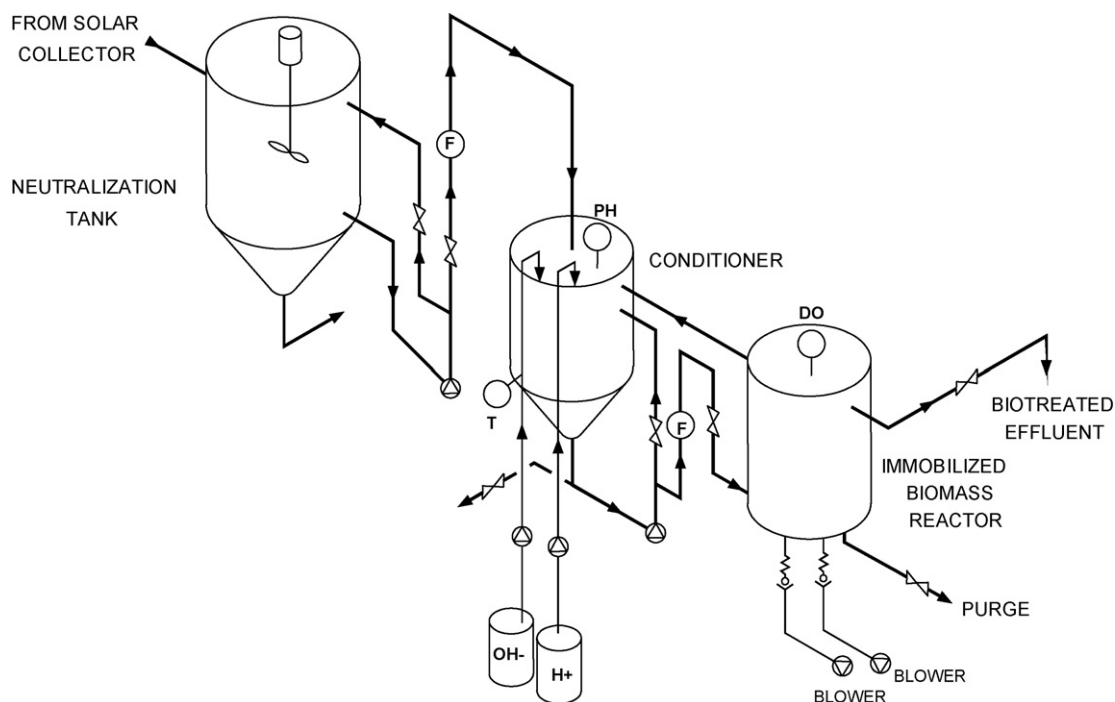 FROM SOLAR
COLLECTOR
F
NEUTRALIZATION
TANK
PH
CONDITIONER
DO
T
F
BIOTREATED
EFFLUENT
IMMOBILIZED
BIOMASS
REACTOR
PURGE
OH-
H+
BLOWER
BLOWER